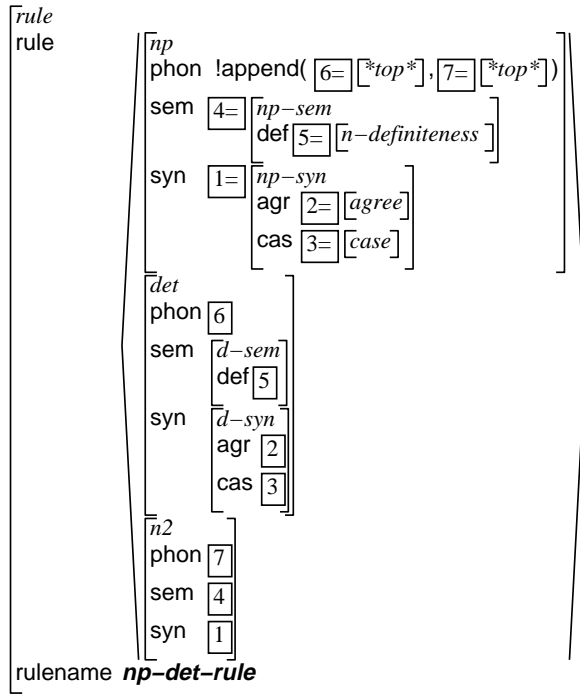 rule
rule np
phon !append( 6= *top* , 7= *top* )
sem 4= np−sem
def 5= n−definiteness
syn 1= np−syn
agr 2= agree
cas 3= case
det
phon 6
sem d−sem
def 5
syn d−syn
agr 2
cas 3
n2
phon 7
sem 4
syn 1
rulename np−det−rule